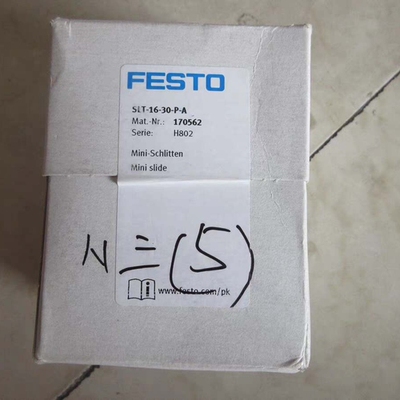 FESTO
SLT-16-30-P-A
Mat.-Nr.: 170562
Serie: H802
Mini-Schlitten
Mini slide
N = (5)
www.festo.com/pk